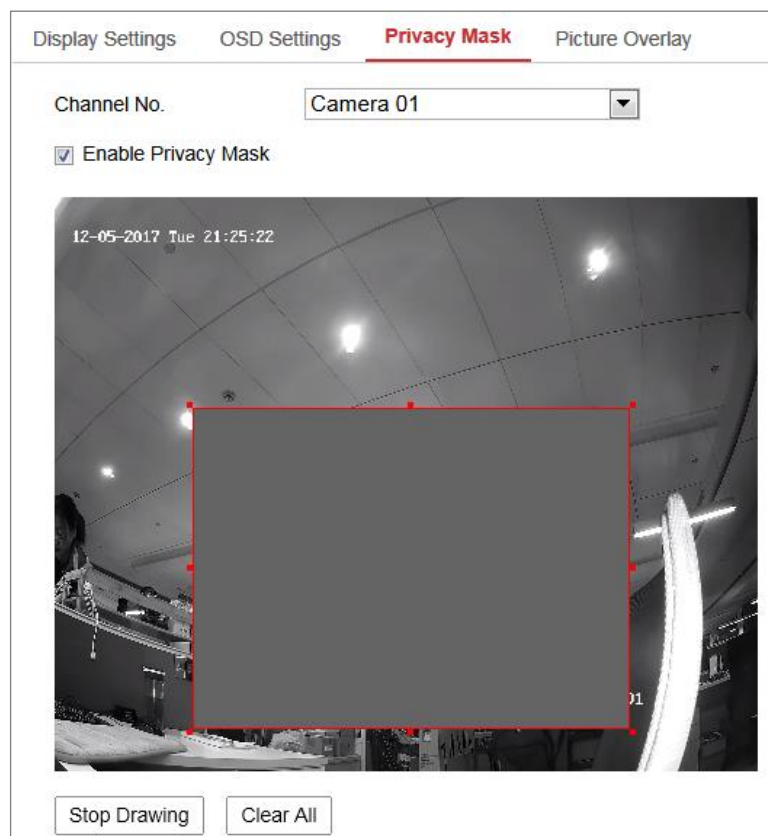 Display Settings OSD Settings Privacy Mask Picture Overlay
Channel No. Camera 01
Enable Privacy Mask
12-05-2017 Tue 21:25:22
01
Stop Drawing Clear All